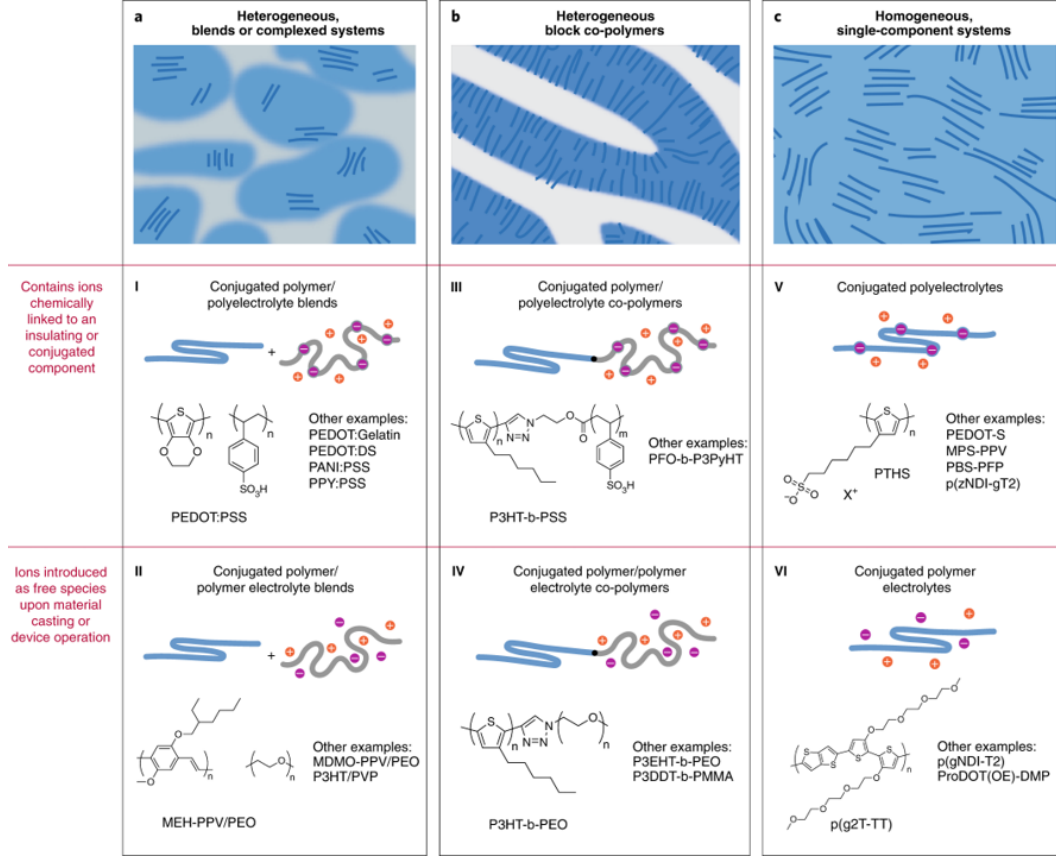 a
Heterogeneous,
blends or complexed systems
b
Heterogeneous
block co-polymers
c
Homogeneous,
single-component systems
Contains ions
chemically
linked to an
insulating or
conjugated
component
I
Conjugated polymer/
polyelectrolyte blends
+
+
+
+
+
−
−
−
−
S
n
O
O
n
SO₃H
Other examples:
PEDOT:Gelatin
PEDOT:DS
PANI:PSS
PPY:PSS
PEDOT:PSS
III
Conjugated polymer/
polyelectrolyte co-polymers
+
+
+
+
−
−
−
−
S
n
N=N
N
O
O
m
SO₃H
Other examples:
PFO-b-P3PyHT
P3HT-b-PSS
V
Conjugated polyelectrolytes
+
+
+
+
−
−
−
−
S
n
O
S
O
⁻O
X⁺
PTHS
Other examples:
PEDOT-S
MPS-PPV
PBS-PFP
p(zNDI-gT2)
Ions introduced
as free species
upon material
casting or
device operation
II
Conjugated polymer/
polymer electrolyte blends
+
+
+
+
+
−
−
−
−
O
O
n
O
n
Other examples:
MDMO-PPV/PEO
P3HT/PVP
MEH-PPV/PEO
IV
Conjugated polymer/polymer
electrolyte co-polymers
+
+
+
+
−
−
−
−
S
n
N=N
N
O
n
Other examples:
P3EHT-b-PEO
P3DDT-b-PMMA
P3HT-b-PEO
VI
Conjugated polymer
electrolytes
−
+
−
−
+
+
O
O
O
O
S
S
S
S
n
O
O
O
O
Other examples:
p(gNDI-T2)
ProDOT(OE)-DMP
p(g2T-TT)